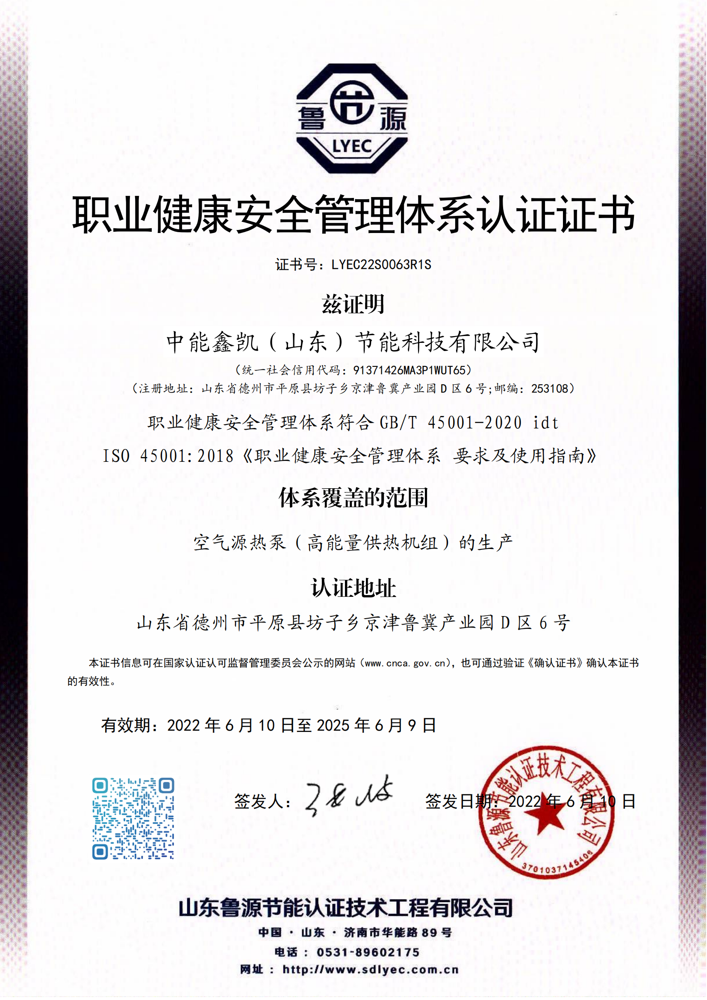 鲁 源
LYEC
职业健康安全管理体系认证证书
证书号：LYEC22S0063R1S
兹证明
中能鑫凯（山东）节能科技有限公司
（统一社会信用代码：91371426MA3P1WUT65）
（注册地址：山东省德州市平原县坊子乡京津鲁冀产业园 D 区 6 号;邮编：253108）
职业健康安全管理体系符合 GB/T 45001-2020 idt
ISO 45001:2018《职业健康安全管理体系 要求及使用指南》
体系覆盖的范围
空气源热泵（高能量供热机组）的生产
认证地址
山东省德州市平原县坊子乡京津鲁冀产业园 D 区 6 号
本证书信息可在国家认证认可监督管理委员会公示的网站（www.cnca.gov.cn），也可通过验证《确认证书》确认本证书
的有效性。
有效期：2022 年 6 月 10 日至 2025 年 6 月 9 日
签发人：
签发日期：2022 年 6 月 10 日
山东鲁源节能认证技术工程有限公司
3701037145406
山东鲁源节能认证技术工程有限公司
中国 · 山东 · 济南市华能路 89 号
电话 : 0531-89602175
网址 : http://www.sdlyec.com.cn